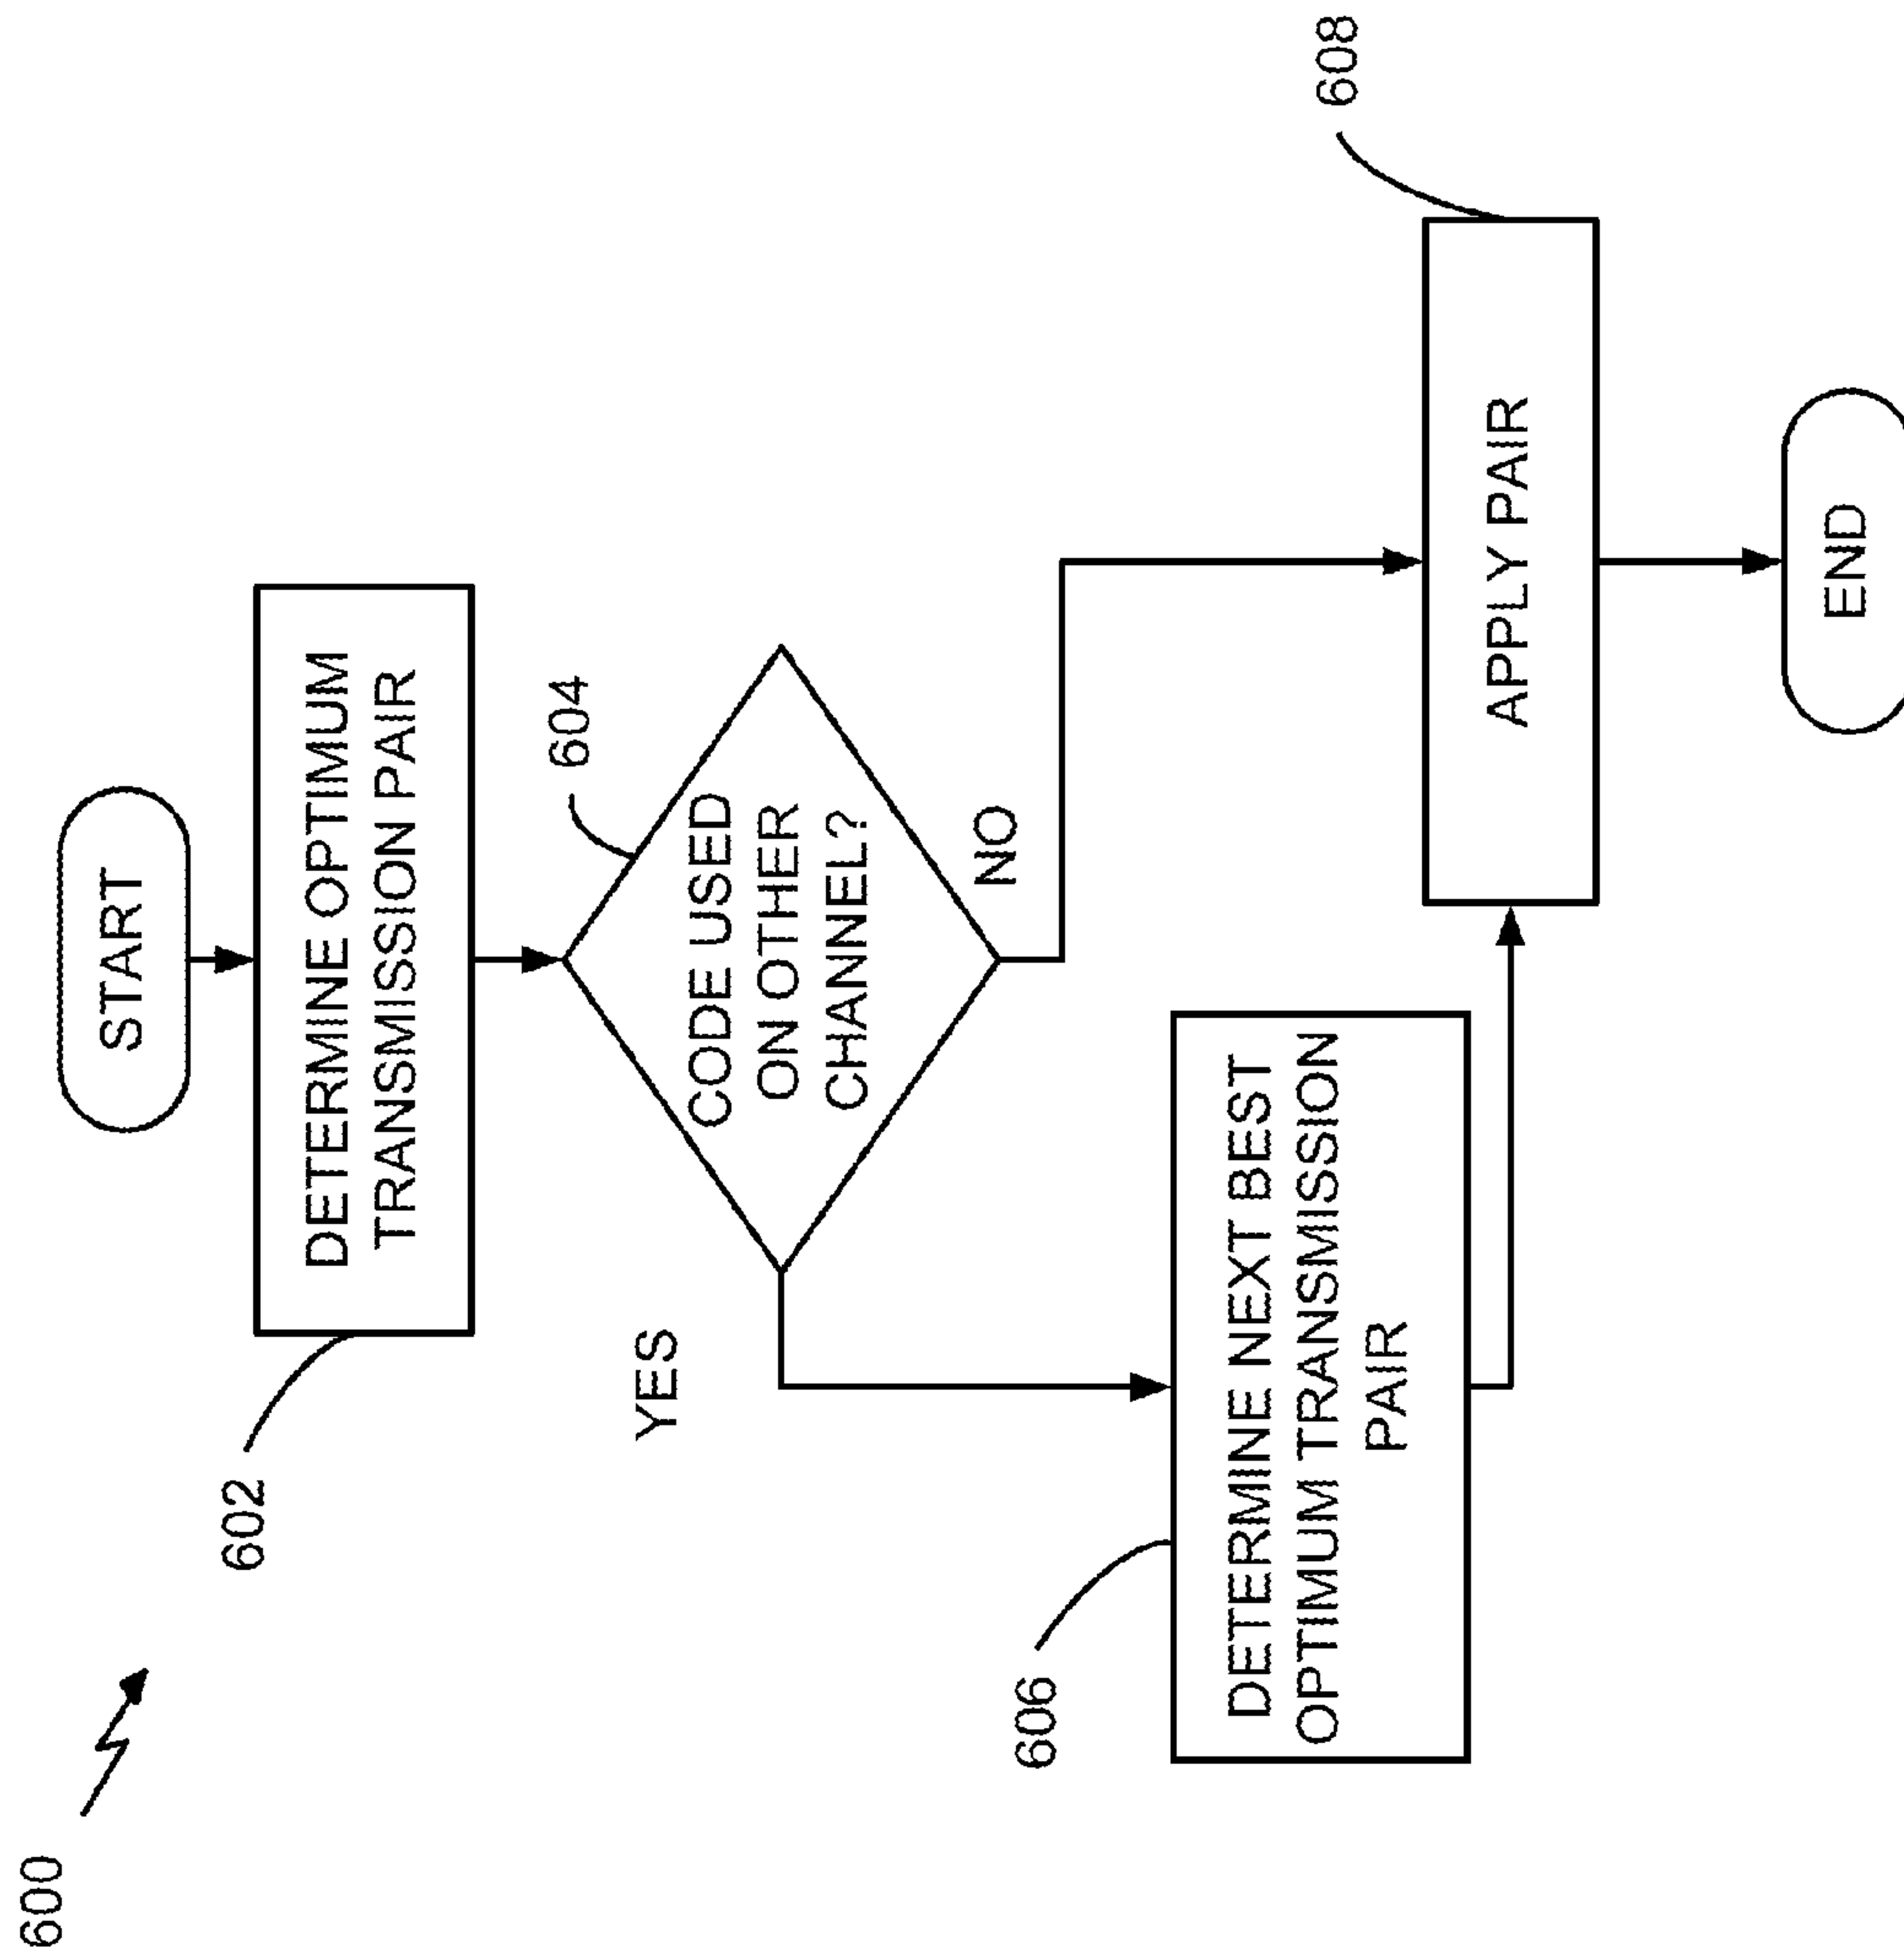 600
START
602
DETERMINE OPTIMUM
TRANSMISSION PAIR
604
CODE USED
ON OTHER
CHANNEL?
YES
NO
606
DETERMINE NEXT BEST
OPTIMUM TRANSMISSION
PAIR
608
APPLY PAIR
END